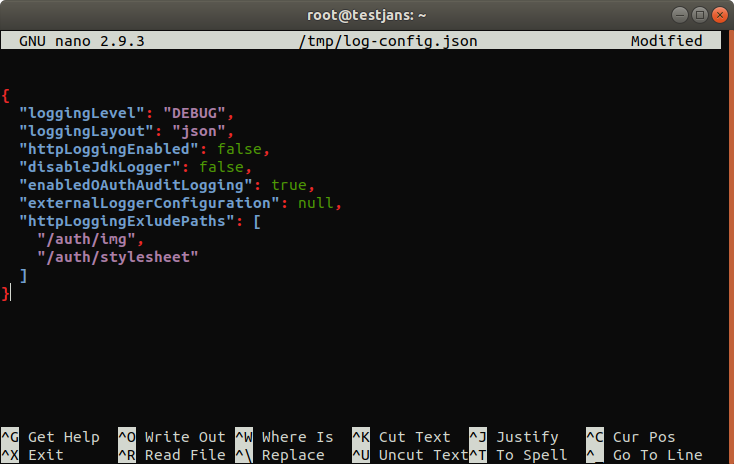 root@testjans: ~
GNU nano 2.9.3 /tmp/log-config.json Modified
{
"loggingLevel": "DEBUG",
"loggingLayout": "json",
"httpLoggingEnabled": false,
"disableJdkLogger": false,
"enabledOAuthAuditLogging": true,
"externalLoggerConfiguration": null,
"httpLoggingExludePaths": [
"/auth/img",
"/auth/stylesheet"
]
}
^G Get Help ^O Write Out ^W Where Is ^K Cut Text ^J Justify ^C Cur Pos
^X Exit ^R Read File ^\ Replace ^U Uncut Text ^T To Spell ^_ Go To Line